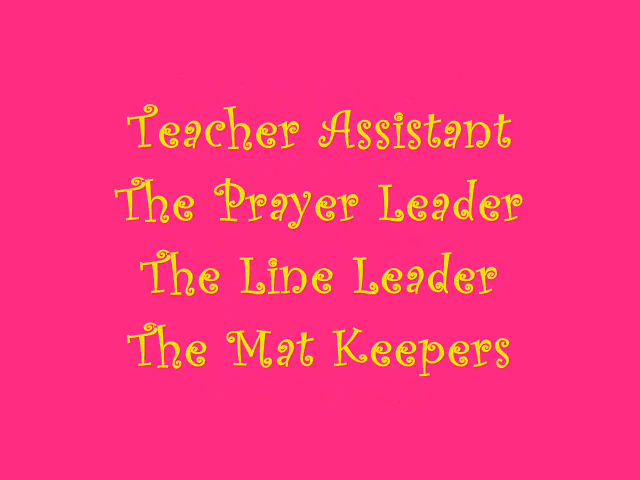 Teacher Assistant
The Prayer Leader
The Line Leader
The Mat Keepers